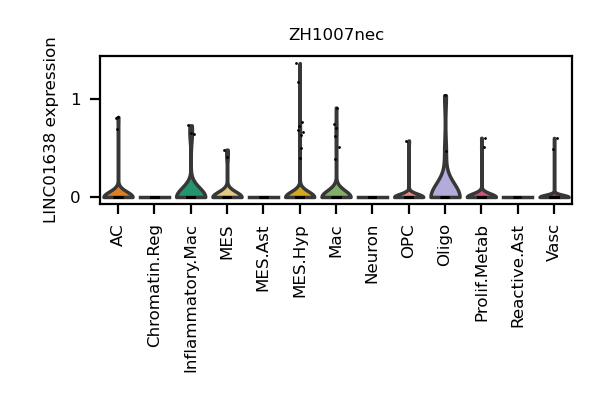 ZH1007nec
LINC01638 expression
1
0
AC
Chromatin.Reg
Inflammatory.Mac
MES
MES.Ast
MES.Hyp
Mac
Neuron
OPC
Oligo
Prolif.Metab
Reactive.Ast
Vasc